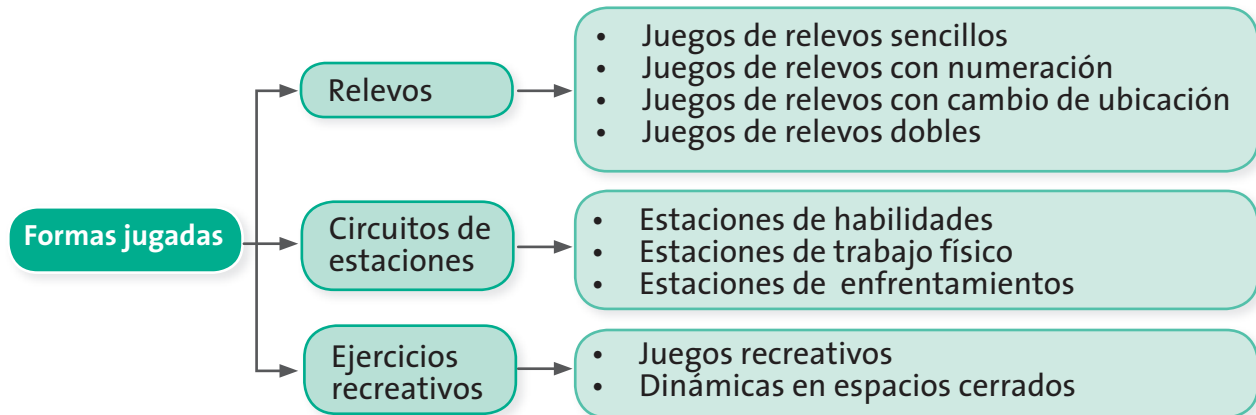 Formas jugadas
Relevos
• Juegos de relevos sencillos
• Juegos de relevos con numeración
• Juegos de relevos con cambio de ubicación
• Juegos de relevos dobles
Circuitos de
estaciones
• Estaciones de habilidades
• Estaciones de trabajo físico
• Estaciones de enfrentamientos
Ejercicios
recreativos
• Juegos recreativos
• Dinámicas en espacios cerrados